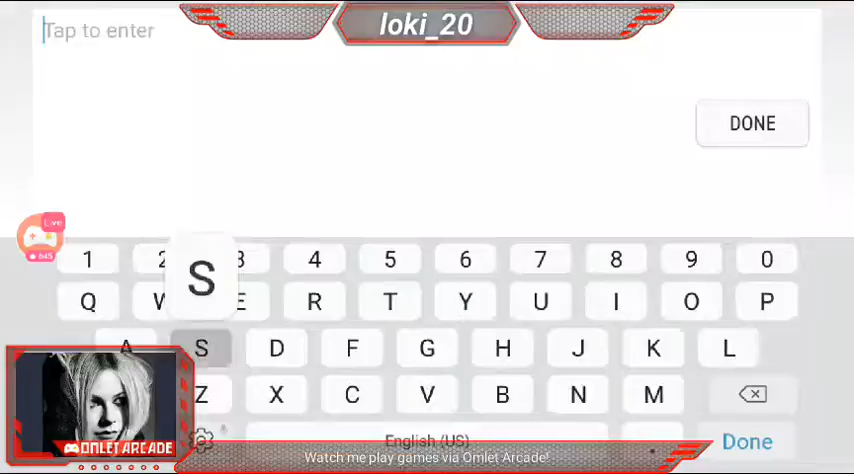 loki_20
Tap to enter
DONE
Live
645
1 2 3 4 5 6 7 8 9 0
S
Q W E R T Y U I O P
A S D F G H J K L
Z X C V B N M
OMLET ARCADE
English (US)
. Done
Watch me play games via Omlet Arcade!